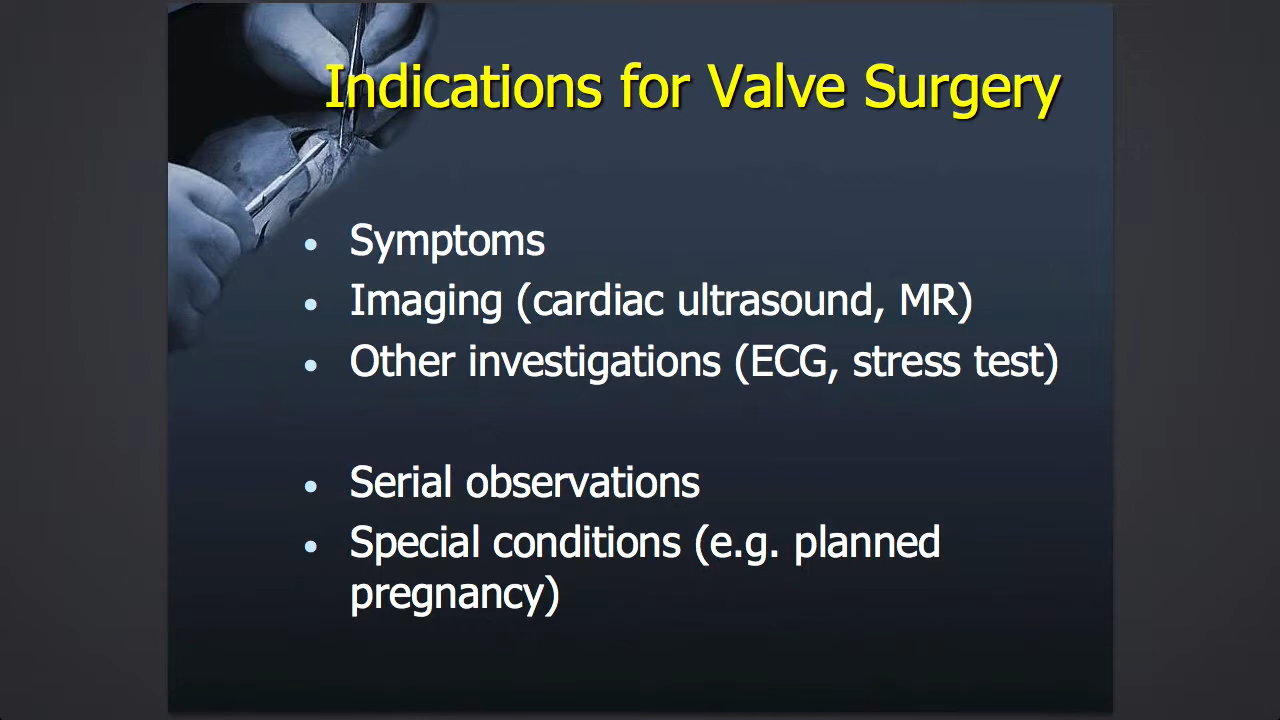 Indications for Valve Surgery
• Symptoms
• Imaging (cardiac ultrasound, MR)
• Other investigations (ECG, stress test)
• Serial observations
• Special conditions (e.g. planned
pregnancy)